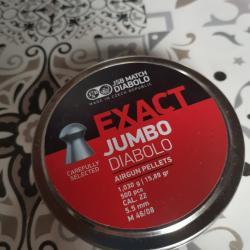 JSB MATCH
DIABOLO
MADE IN CZECH REPUBLIC
EXACT
JUMBO
DIABOLO
AIRGUN PELLETS
CAREFULLY
SELECTED
1,030 g | 15,89 gr
500 pcs
CAL. 22
5.5 mm
M 46/08